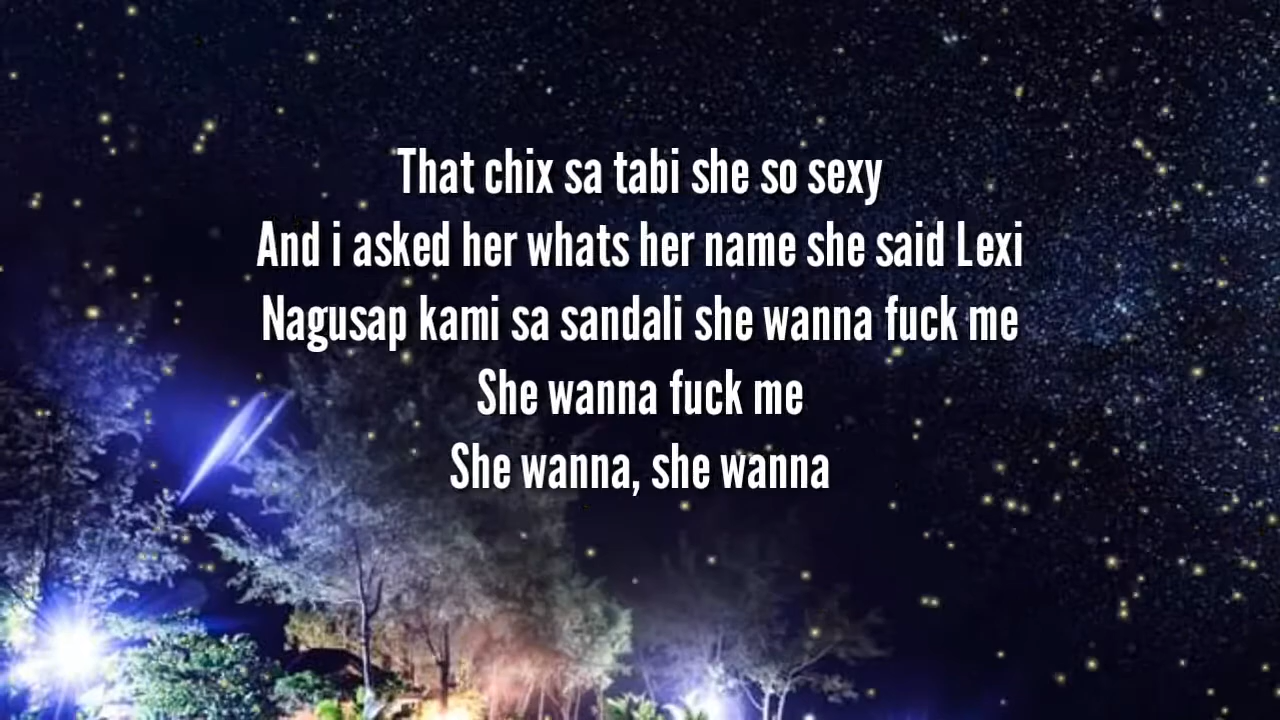 That chix sa tabi she so sexy
And i asked her whats her name she said Lexi
Nagusap kami sa sandali she wanna fuck me
She wanna fuck me
She wanna, she wanna